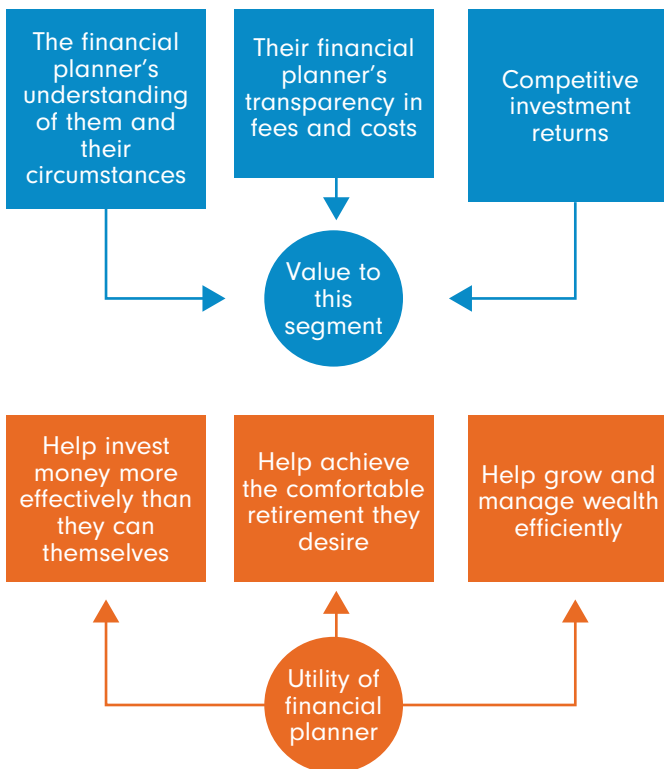 The financial
planner's
understanding
of them and
their
circumstances
Their financial
planner's
transparency in
fees and costs
Competitive
investment
returns
Value to
this
segment
Help invest
money more
effectively than
they can
themselves
Help achieve
the comfortable
retirement they
desire
Help grow and
manage wealth
efficiently
Utility of
financial
planner